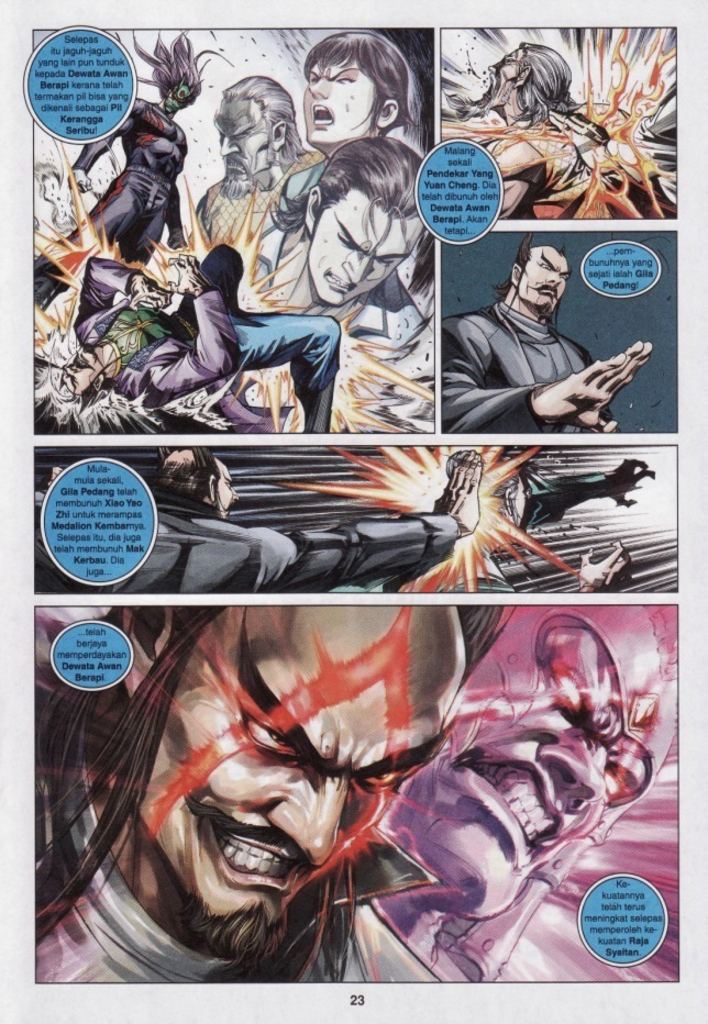 Selepas
itu jaguh-jaguh
yang lain pun tunduk
kepada Dewata Awan
Berapi kerana telah
termakan pil bisa yang
dikenali sebagai Pil
Kerangga
Seribu!
Malang
sekali
Pendekar Yang
Yuan Cheng. Dia
telah dibunuh oleh
Dewata Awan
Berapi. Akan
tetapi...
...pem-
bunuhnya yang
sejati ialah Gila
Pedang!
Mula-
mula sekali,
Gila Pedang telah
membunuh Xiao Yao
Zhi untuk merampas
Medalion Kembarnya.
Selepas itu, dia juga
telah membunuh Mak
Kerbau. Dia
juga...
...telah
berjaya
memperdayakan
Dewata Awan
Berapi.
Ke-
kuatannya
telah terus
meningkat selepas
memperoleh ke-
kuatan Raja
Syaitan.
23